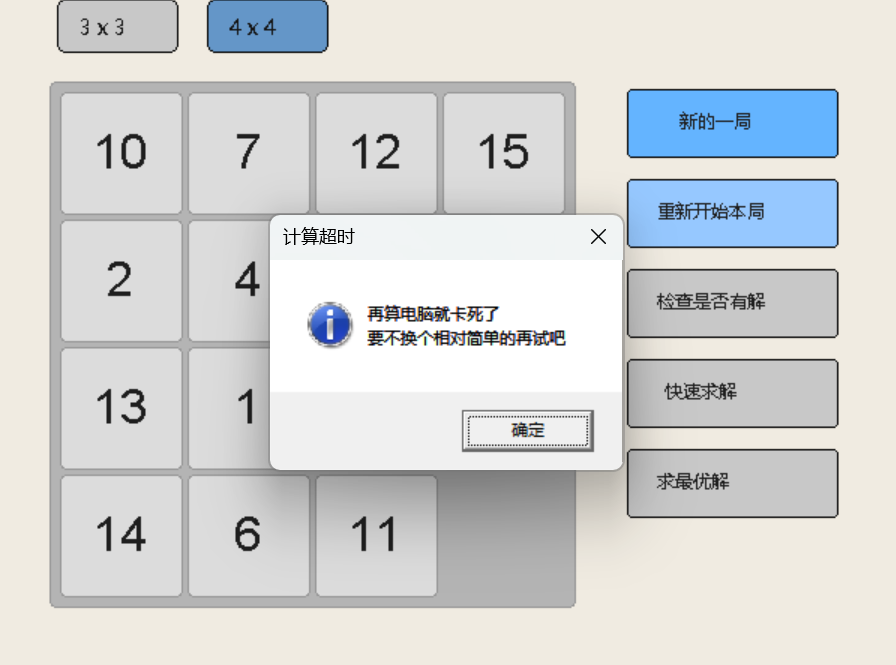 3 x 3
4 x 4
10 7 12 15
新的一局
重新开始本局
计算超时
2 4
再算电脑就卡死了
要不换个相对简单的再试吧
检查是否有解
13 1
快速求解
确定
14 6 11
求最优解